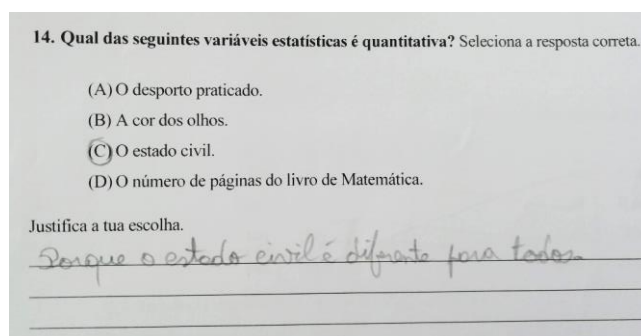 14. Qual das seguintes variáveis estatísticas é quantitativa? Seleciona a resposta correta.
(A) O desporto praticado.
(B) A cor dos olhos.
(C) O estado civil.
(D) O número de páginas do livro de Matemática.
Justifica a tua escolha.
Porque o estado civil é diferente para todos.